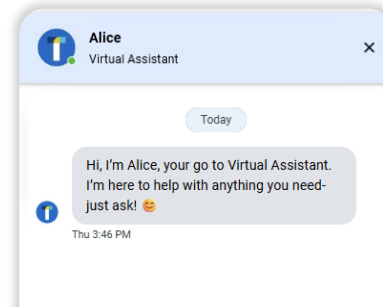 Alice
Virtual Assistant
Today
Hi, I'm Alice, your go to Virtual Assistant.
I'm here to help with anything you need-
just ask! 😊
Thu 3:46 PM